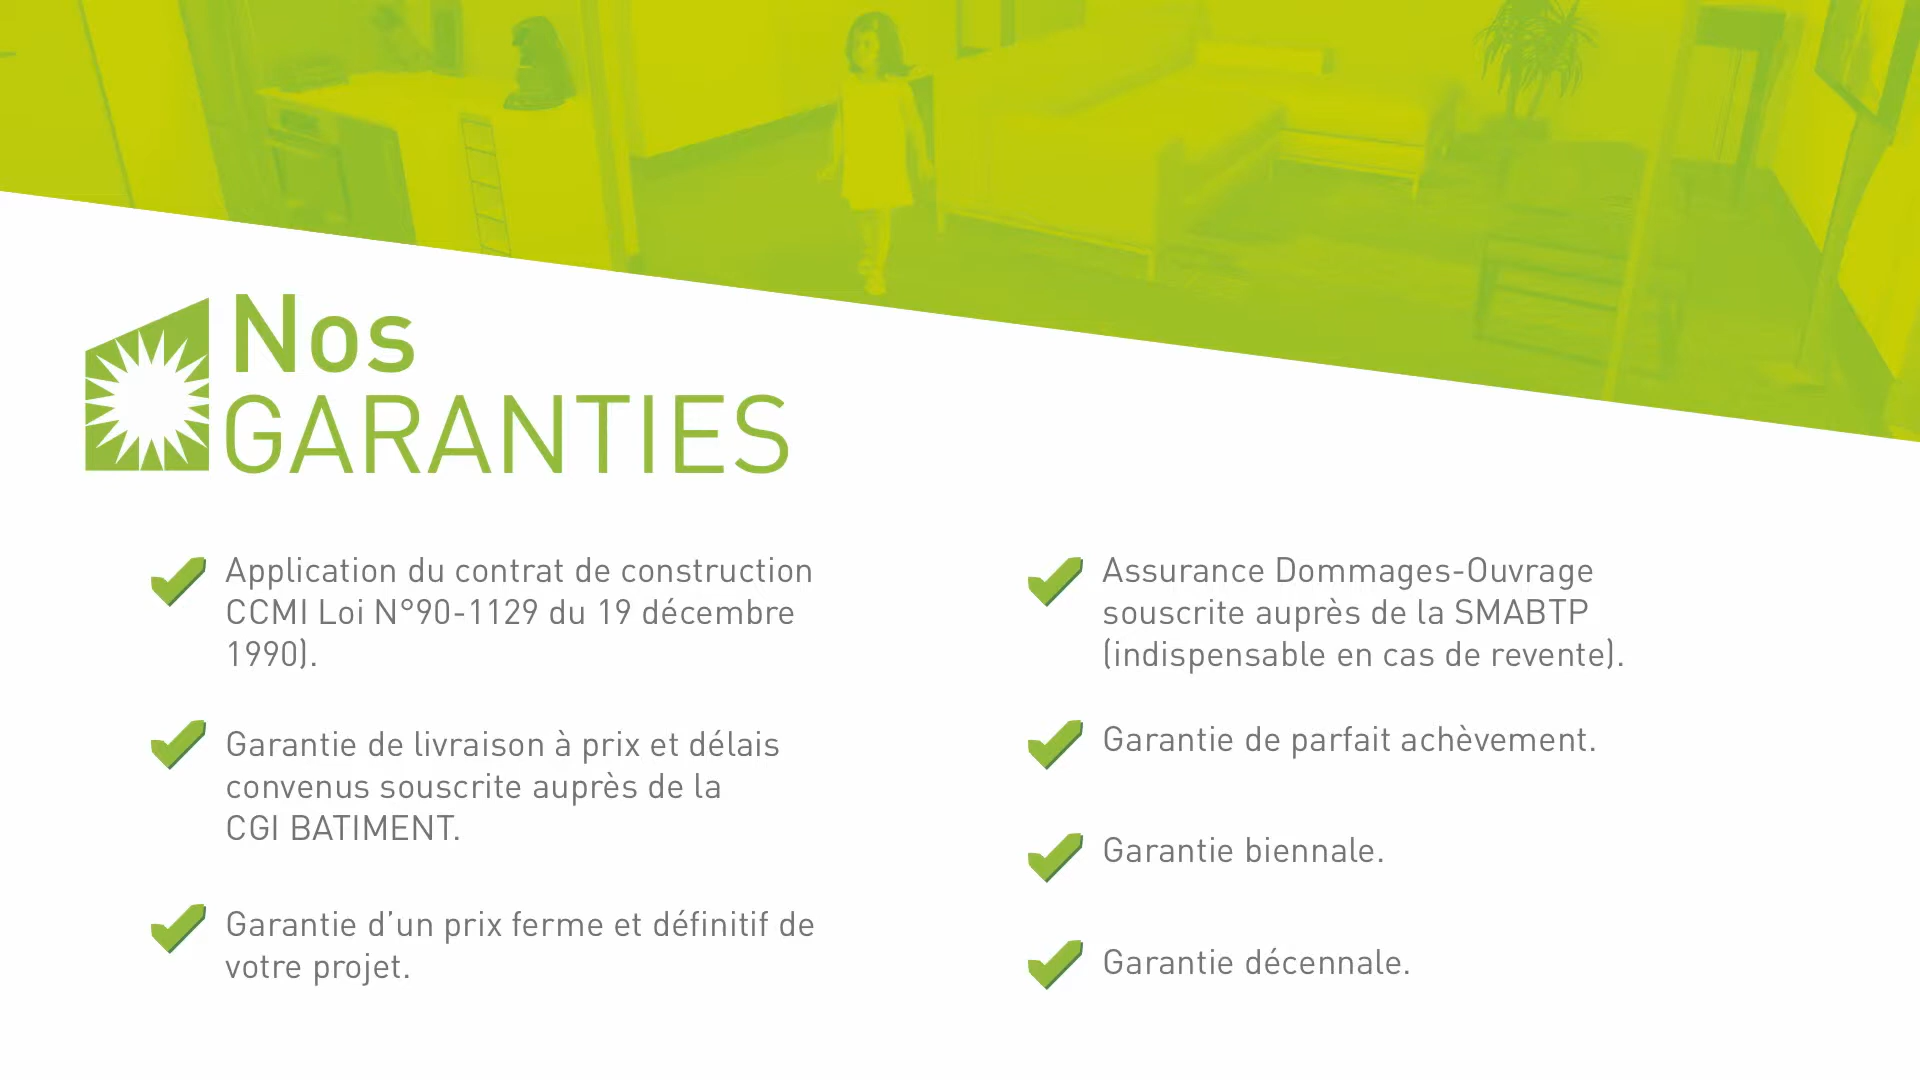 Nos
GARANTIES
Application du contrat de construction
CCMI Loi N°90-1129 du 19 décembre
1990).
Garantie de livraison à prix et délais
convenus souscrite auprès de la
CGI BATIMENT.
Garantie d’un prix ferme et définitif de
votre projet.
Assurance Dommages-Ouvrage
souscrite auprès de la SMABTP
(indispensable en cas de revente).
Garantie de parfait achèvement.
Garantie biennale.
Garantie décennale.